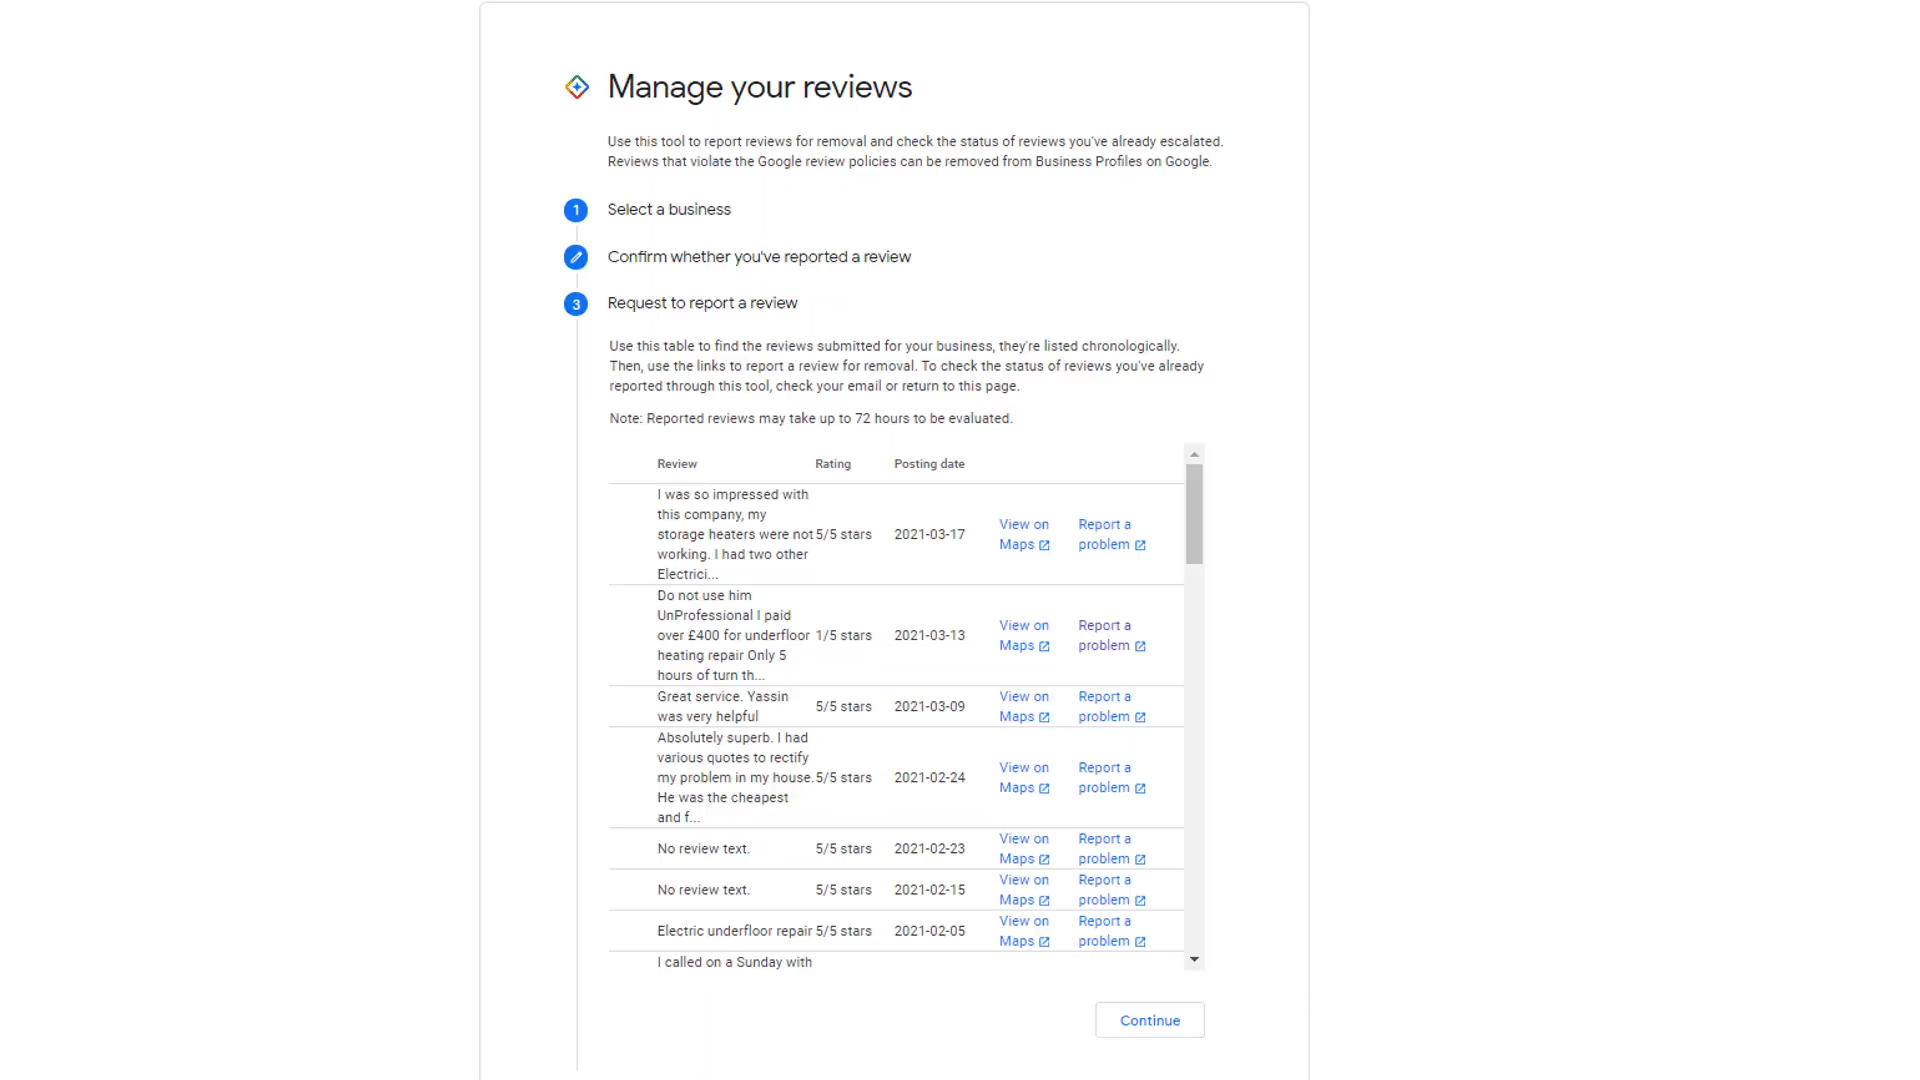 Manage your reviews
Use this tool to report reviews for removal and check the status of reviews you've already escalated.
Reviews that violate the Google review policies can be removed from Business Profiles on Google.
1 Select a business
Confirm whether you've reported a review
3 Request to report a review
Use this table to find the reviews submitted for your business, they're listed chronologically.
Then, use the links to report a review for removal. To check the status of reviews you've already
reported through this tool, check your email or return to this page.
Note: Reported reviews may take up to 72 hours to be evaluated.
Review Rating Posting date
I was so impressed with
this company, my
storage heaters were not
working. I had two other
Electrici...
5/5 stars
2021-03-17
View on
Maps
Report a
problem
Do not use him
UnProfessional I paid
over £400 for underfloor
heating repair Only 5
hours of turn th...
1/5 stars
2021-03-13
View on
Maps
Report a
problem
Great service. Yassin
was very helpful
5/5 stars
2021-03-09
View on
Maps
Report a
problem
Absolutely superb. I had
various quotes to rectify
my problem in my house.
He was the cheapest
and f...
5/5 stars
2021-02-24
View on
Maps
Report a
problem
No review text.
5/5 stars
2021-02-23
View on
Maps
Report a
problem
No review text.
5/5 stars
2021-02-15
View on
Maps
Report a
problem
Electric underfloor repair
5/5 stars
2021-02-05
View on
Maps
Report a
problem
I called on a Sunday with
Continue